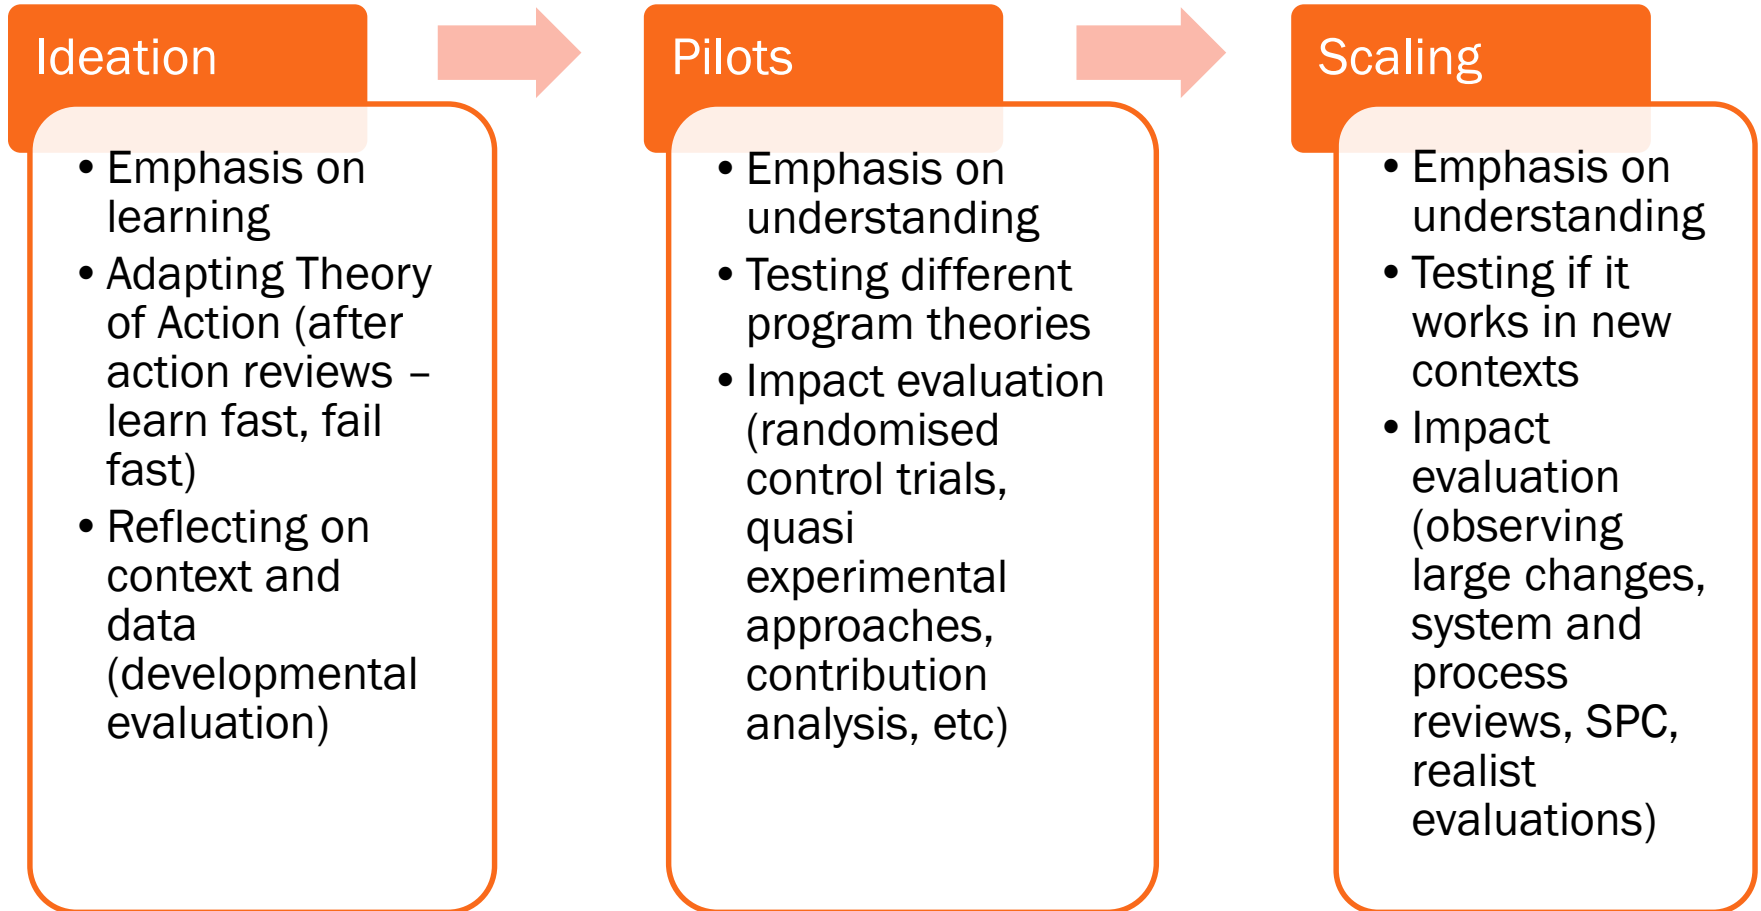 Ideation
• Emphasis on
learning
• Adapting Theory
of Action (after
action reviews –
learn fast, fail
fast)
• Reflecting on
context and
data
(developmental
evaluation)
Pilots
• Emphasis on
understanding
• Testing different
program theories
• Impact evaluation
(randomised
control trials,
quasi
experimental
approaches,
contribution
analysis, etc)
Scaling
• Emphasis on
understanding
• Testing if it
works in new
contexts
• Impact
evaluation
(observing
large changes,
system and
process
reviews, SPC,
realist
evaluations)